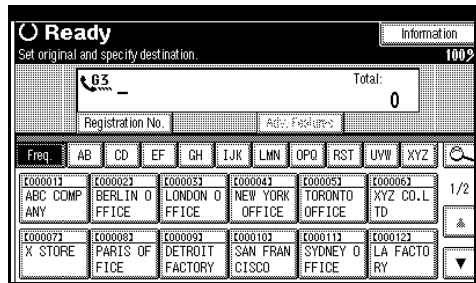 Ready
Information
Set original and specify destination.
100%
G3
Total:
0
Registration No.
Adv. Features
Freq. AB CD EF GH IJK LMN OPQ RST UVW XYZ
[00001] [00002] [00003] [00004] [00005] [00006]
ABC COMP BERLIN O LONDON O NEW YORK TORONTO XYZ CO.L
ANY FFICE FFICE OFFICE OFFICE TD
1/2
[00007] [00008] [00009] [00010] [00011] [00012]
X STORE PARIS OF DETROIT SAN FRAN SYDNEY O LA FACTO
FICE FACTORY CISCO FFICE RY